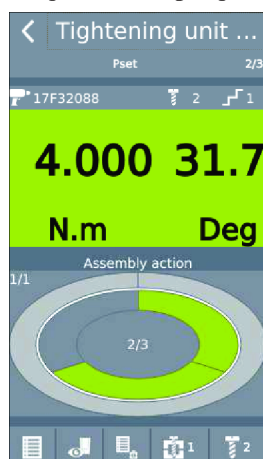 Tightening unit ...
Pset 2/3
17F32088 2 1
4.000 31.7
N.m Deg
Assembly action
1/1
2/3
1 2